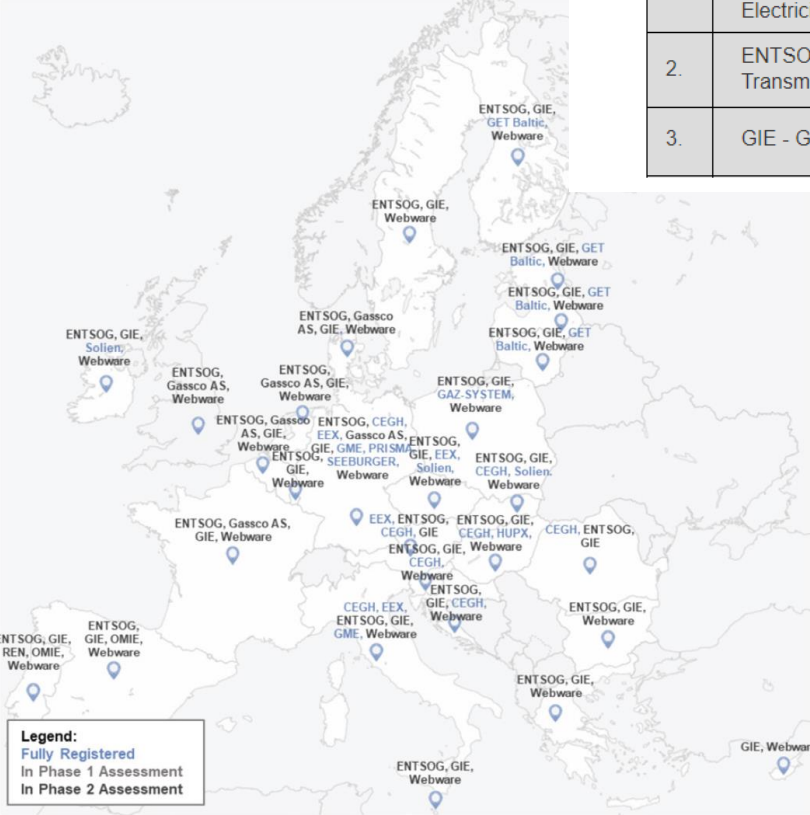 Electric
2.
ENTSO
Transm
3.
GIE - G
ENTSOG, GIE,
GET Baltic,
Webware
ENTSOG, GIE,
Webware
ENTSOG, GIE, GET
Baltic, Webware
ENTSOG, GIE, GET
Baltic, Webware
ENTSOG, GIE, GET
Baltic, Webware
ENTSOG, Gassco
AS, GIE, Webware
ENTSOG, GIE,
Solien,
Webware
ENTSOG,
Gassco AS,
Webware
ENTSOG,
Gassco AS, GIE,
Webware
ENTSOG, GIE,
GAZ-SYSTEM,
Webware
ENTSOG, Gassco
AS, GIE,
Webware
ENTSOG, CEGH,
EEX, Gassco AS,
GIE, GME, PRISMA
SEEBURGER,
Webware
ENTSOG,
GIE,
Webware
ENTSOG,
GIE, EEX,
Solien,
Webware
ENTSOG, GIE,
CEGH, Solien,
Webware
ENTSOG, Gassco AS,
GIE, Webware
EEX, ENTSOG,
CEGH, GIE
ENTSOG, GIE,
CEGH, HUPX,
Webware
CEGH, ENTSOG,
GIE
ENTSOG, GIE,
CEGH,
Webware
ENTSOG,
GIE, CEGH,
Webware
CEGH, EEX,
ENTSOG, GIE,
GME, Webware
ENTSOG, GIE,
Webware
NTSOG, GIE,
REN, OMIE,
Webware
ENTSOG,
GIE, OMIE,
Webware
ENTSOG, GIE,
Webware
GIE, Webwar
ENTSOG, GIE,
Webware
Legend:
Fully Registered
In Phase 1 Assessment
In Phase 2 Assessment